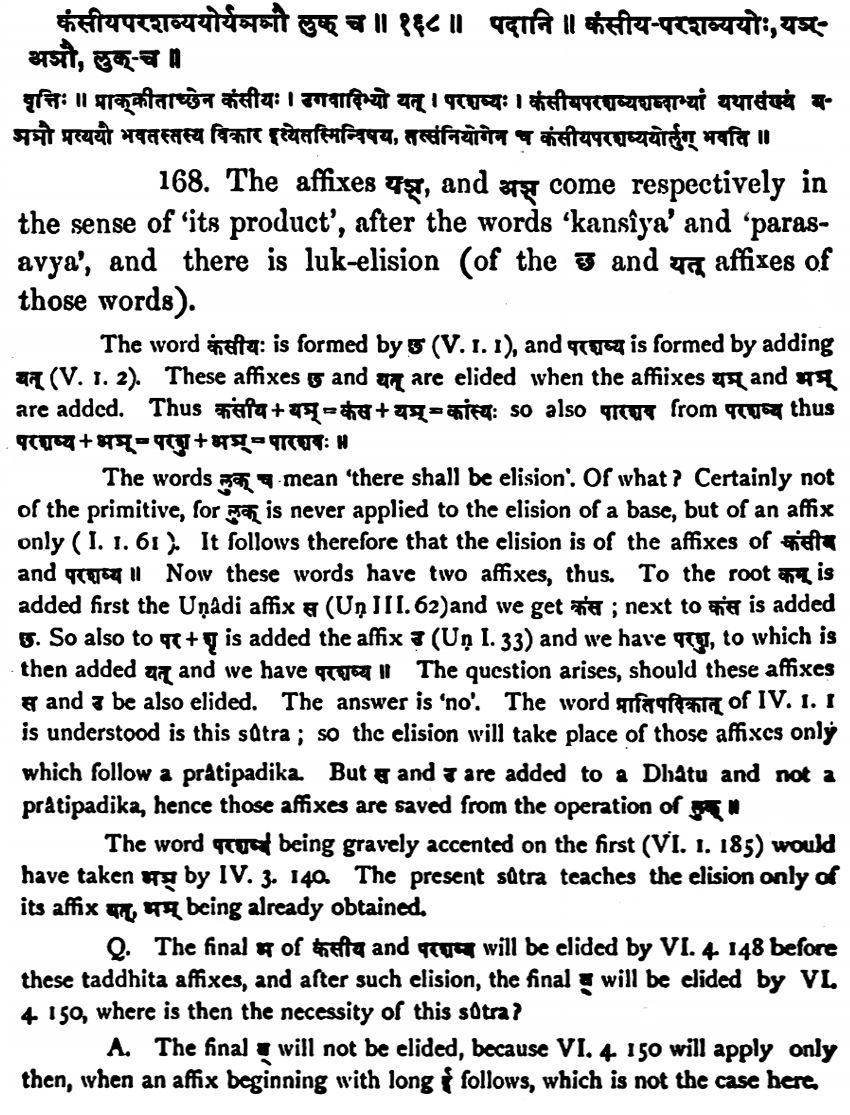 कंसीयपरशव्ययोर्यञञौ लुक् च ॥ १६८ ॥ पदानि ॥ कंसीय-परशव्ययोः, यञ्-
अञौ, लुक्-च ॥
वृत्तिः ॥ प्राक्क्रीताच्छेन कंसीयः । उगवादिभ्यो यत् । परशव्यः । कंसीयपरशव्यशब्दाभ्यां यथासंख्यं य-
ञञौ प्रत्ययौ भवतस्तस्य विकार इत्येतस्मिन्विषये, तत्संनियोगेन च कंसीयपरशव्ययोर्लुग् भवति ॥
168. The affixes यञ्, and अञ् come respectively in
the sense of 'its product', after the words 'kansîya' and 'paras-
avya', and there is luk-elision (of the छ and यत् affixes of
those words).
The word कंसीयः is formed by छ (V. 1. 1), and परशव्य is formed by adding
यत् (V. 1. 2). These affixes छ and यत् are elided when the affiixes यञ् and अञ्
are added. Thus कंसीय + यञ् = कंस + यञ् = कांस्यः so also पारशव from परशव्य thus
परशव्य + अञ् = परशु + अञ् = पारशवः ॥
The words लुक् च mean 'there shall be elision'. Of what? Certainly not
of the primitive, for लुक् is never applied to the elision of a base, but of an affix
only ( I. 1. 61 ). It follows therefore that the elision is of the affixes of कंसीय
and परशव्य ॥ Now these words have two affixes, thus. To the root कम् is
added first the Uṇâdi affix स (Uṇ III. 62)and we get कंस ; next to कंस is added
छ. So also to पर + शॄ is added the affix उ (Uṇ I. 33) and we have परशु, to which is
then added यत् and we have परशव्य ॥ The question arises, should these affixes
स and उ be also elided. The answer is 'no'. The word प्रातिपदिकात् of IV. 1. 1
is understood is this sûtra ; so the elision will take place of those affixes only
which follow a prâtipadika. But स and उ are added to a Dhâtu and not a
prâtipadika, hence those affixes are saved from the operation of लुक् ॥
The word परशव्य being gravely accented on the first (VI. 1. 185) would
have taken अञ् by IV. 3. 140. The present sûtra teaches the elision only of
its affix यत्, अञ् being already obtained.
Q. The final अ of कंसीय and परशव्य will be elided by VI. 4. 148 before
these taddhita affixes, and after such elision, the final य् will be elided by VI.
4. 150, where is then the necessity of this sûtra?
A. The final य् will not be elided, because VI. 4. 150 will apply only
then, when an affix beginning with long ई follows, which is not the case here.